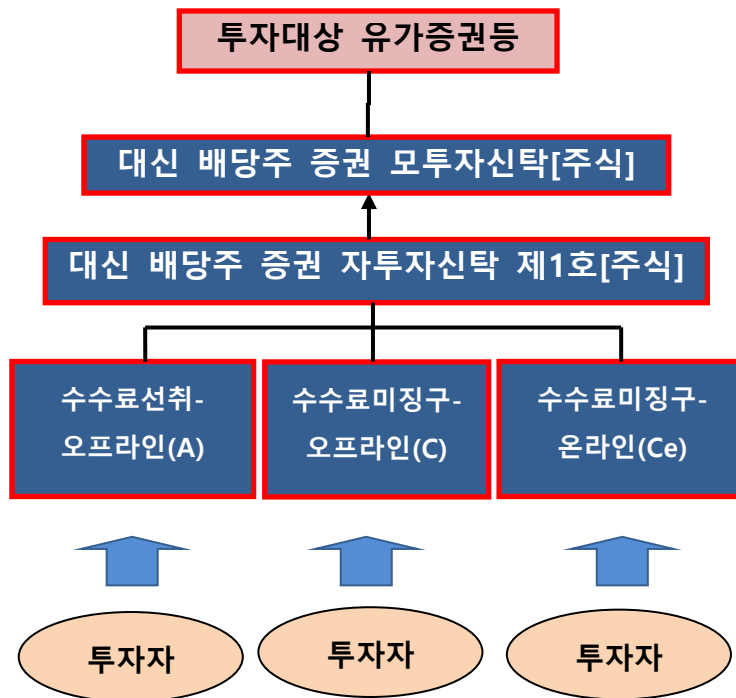 투자대상 유가증권등
대신 배당주 증권 모투자신탁[주식]
대신 배당주 증권 자투자신탁 제1호[주식]
수수료선취-
오프라인(A)
수수료미징구-
오프라인(C)
수수료미징구-
온라인(Ce)
투자자
투자자
투자자